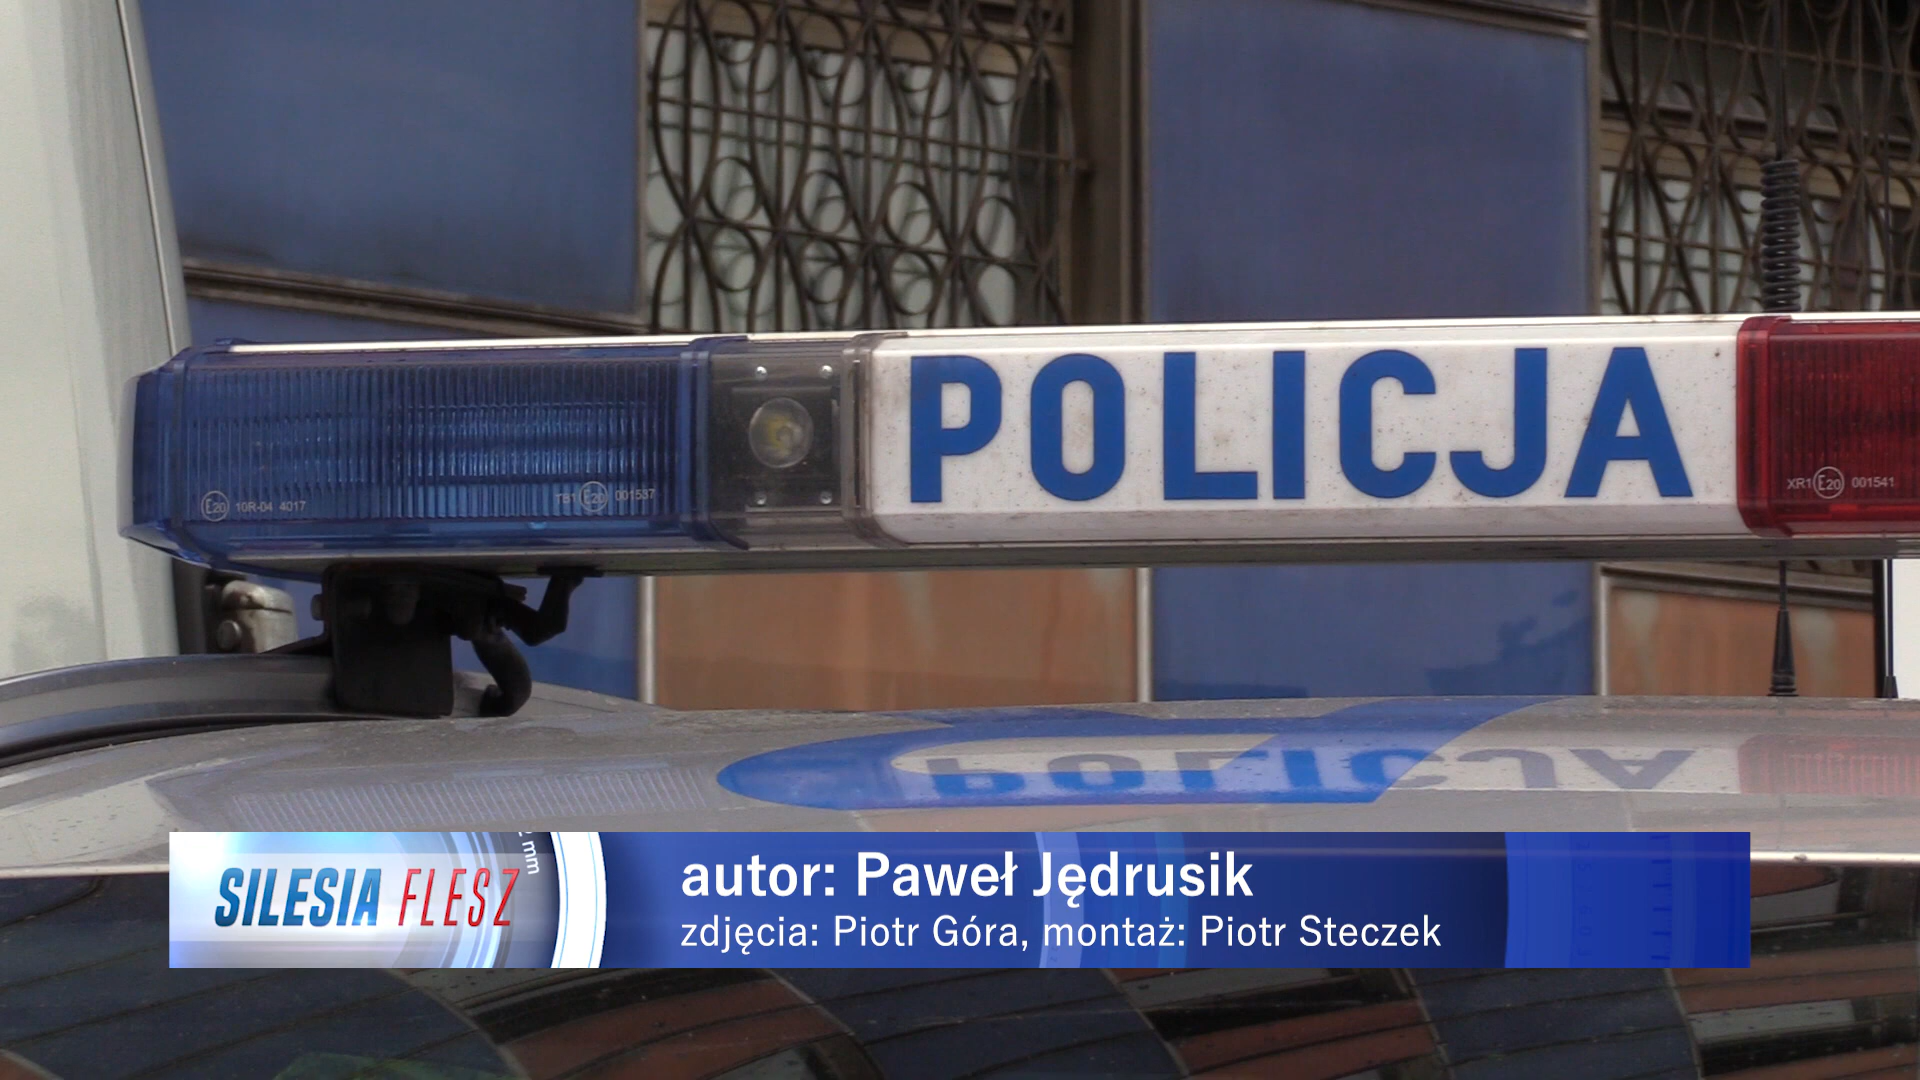 POLICJA
E20 10R-04 4017
TB1 E20 001537
XR1 E20 001541
POLICJA
mm
SILESIA FLESZ
autor: Paweł Jędrusik
zdjęcia: Piotr Góra, montaż: Piotr Steczek